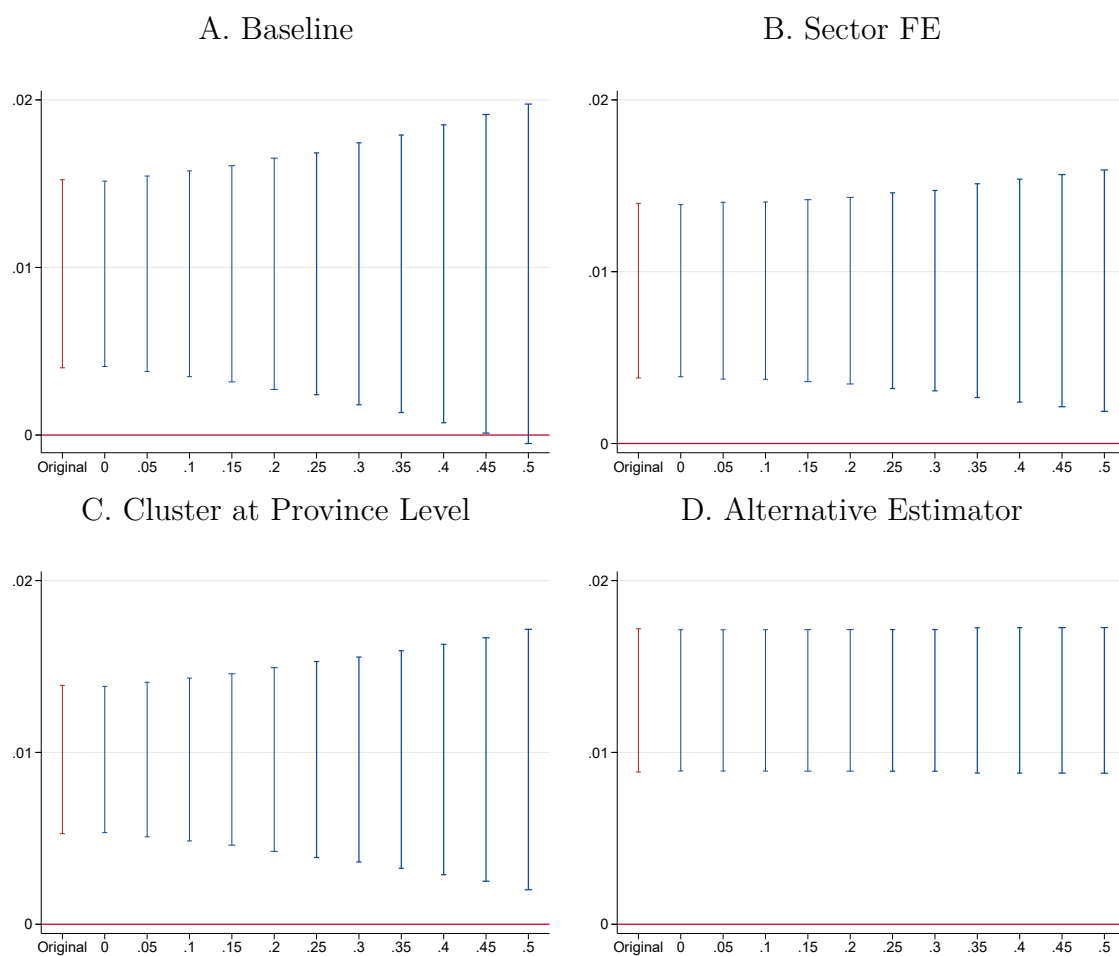 A. Baseline
B. Sector FE
.02
.01
0
Original 0 .05 .1 .15 .2 .25 .3 .35 .4 .45 .5
.02
.01
0
Original 0 .05 .1 .15 .2 .25 .3 .35 .4 .45 .5
C. Cluster at Province Level
D. Alternative Estimator
.02
.01
0
Original 0 .05 .1 .15 .2 .25 .3 .35 .4 .45 .5
.02
.01
0
Original 0 .05 .1 .15 .2 .25 .3 .35 .4 .45 .5